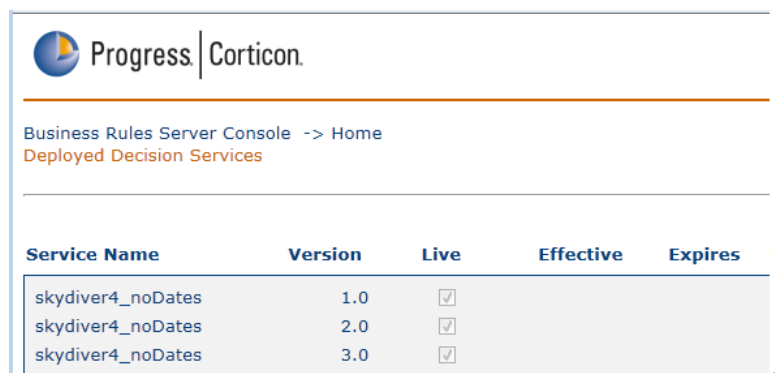 Progress. Corticon.
Business Rules Server Console -> Home
Deployed Decision Services
Service Name Version Live Effective Expires
skydiver4_noDates 1.0
skydiver4_noDates 2.0
skydiver4_noDates 3.0